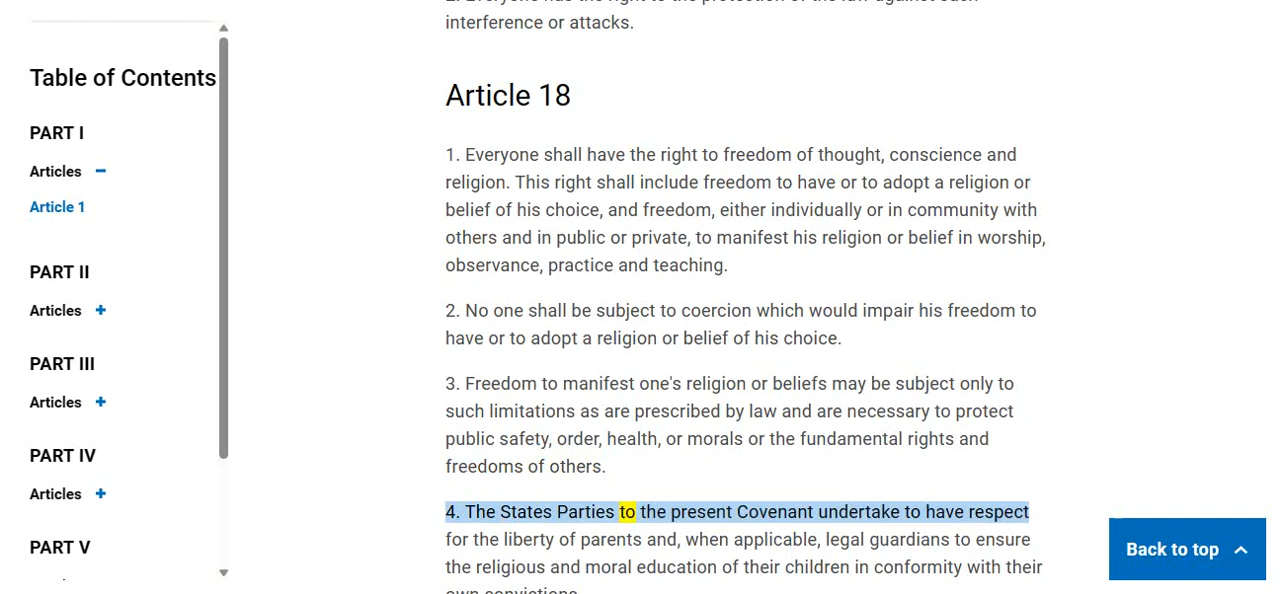 interference or attacks.
Table of Contents
PART I
Articles −
Article 1
PART II
Articles +
PART III
Articles +
PART IV
Articles +
PART V
Article 18
1. Everyone shall have the right to freedom of thought, conscience and
religion. This right shall include freedom to have or to adopt a religion or
belief of his choice, and freedom, either individually or in community with
others and in public or private, to manifest his religion or belief in worship,
observance, practice and teaching.
2. No one shall be subject to coercion which would impair his freedom to
have or to adopt a religion or belief of his choice.
3. Freedom to manifest one's religion or beliefs may be subject only to
such limitations as are prescribed by law and are necessary to protect
public safety, order, health, or morals or the fundamental rights and
freedoms of others.
4. The States Parties to the present Covenant undertake to have respect
for the liberty of parents and, when applicable, legal guardians to ensure
the religious and moral education of their children in conformity with their
own convictions.
Back to top